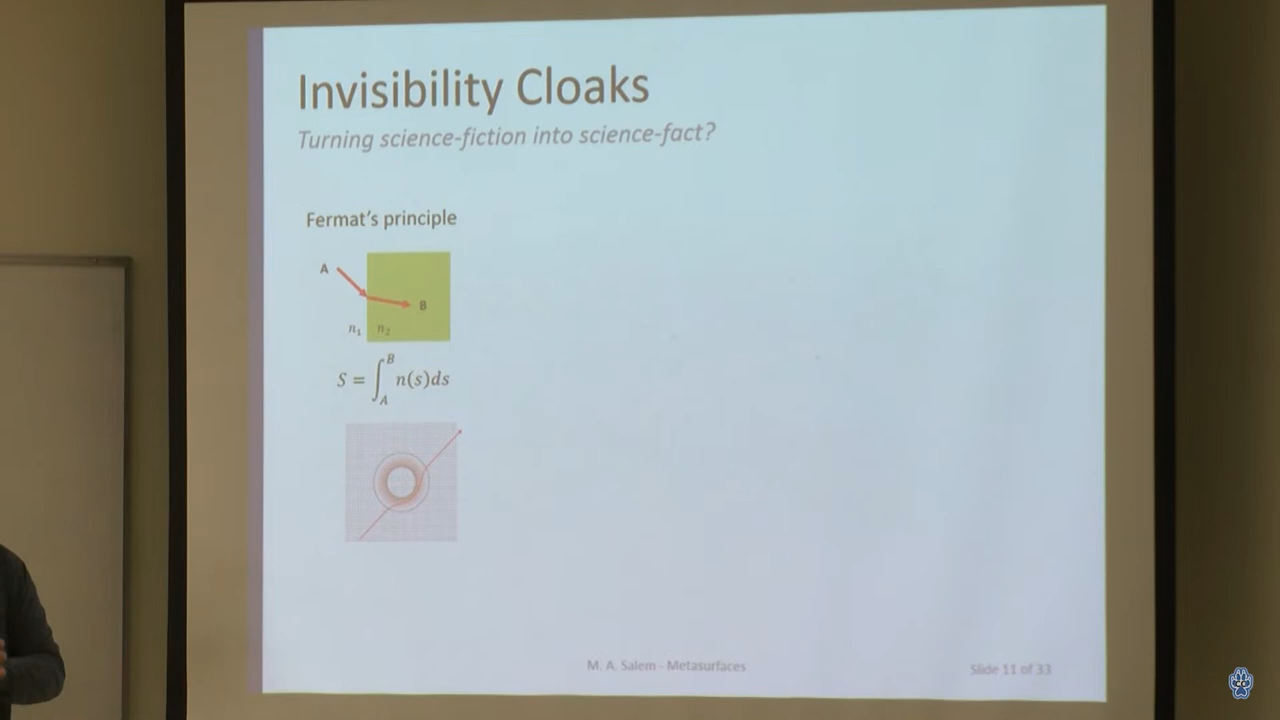 Invisibility Cloaks
Turning science-fiction into science-fact?
Fermat's principle
A
B
n₁ n₂
S = ∫_A^B n(s)ds
M. A. Salem - Metasurfaces
Slide 11 of 33